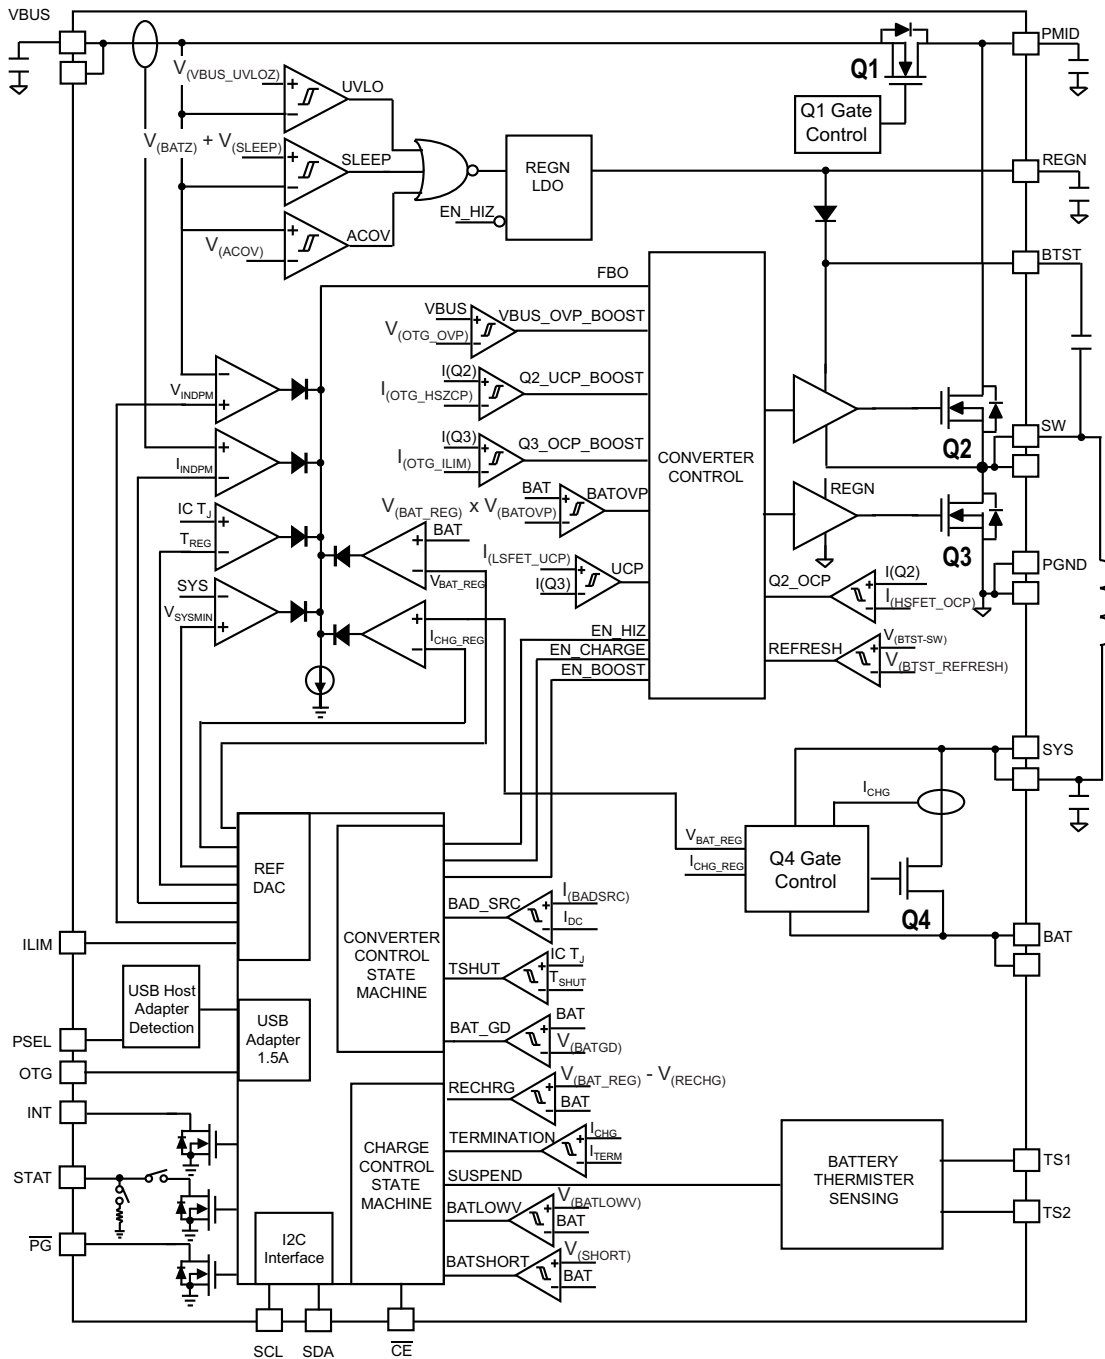 VBUS
PMID
Q1
Q1 Gate
Control
V(VBUS_UVLOZ)
+
−
UVLO
V(BATZ) + V(SLEEP)
+
−
SLEEP
REGN
LDO
REGN
EN_HIZ
V(ACOV)
+
−
ACOV
BTST
FBO
VBUS
V(OTG_OVP)
+
−
VBUS_OVP_BOOST
I(Q2)
I(OTG_HSZCP)
+
−
Q2_UCP_BOOST
VINDPM
−
+
I(Q3)
I(OTG_ILIM)
+
−
Q3_OCP_BOOST
CONVERTER
CONTROL
Q2
SW
IINDPM
+
−
BAT
V(BAT_REG) x V(BATOVP)
+
−
BATOVP
REGN
Q3
IC TJ
TREG
+
−
BAT
VBAT_REG
+
−
I(LSFET_UCP)
I(Q3)
+
−
UCP
PGND
Q2_OCP
I(Q2)
I(HSFET_OCP)
+
−
SYS
VSYSMIN
−
+
ICHG_REG
+
−
EN_HIZ
EN_CHARGE
EN_BOOST
REFRESH
V(BTST-SW)
V(BTST_REFRESH)
+
−
SYS
ICHG
VBAT_REG
ICHG_REG
Q4 Gate
Control
Q4
BAT
REF
DAC
CONVERTER
CONTROL
STATE
MACHINE
BAD_SRC
I(BADSRC)
IDC
+
−
ILIM
TSHUT
IC TJ
TSHUT
+
−
USB Host
Adapter
Detection
USB
Adapter
1.5A
BAT_GD
BAT
V(BATGD)
+
−
PSEL
OTG
RECHRG
V(BAT_REG) - V(RECHG)
BAT
+
−
INT
CHARGE
CONTROL
STATE
MACHINE
TERMINATION
ICHG
ITERM
+
−
SUSPEND
BATTERY
THERMISTER
SENSING
TS1
TS2
STAT
BATLOWV
V(BATLOWV)
BAT
+
−
PG
I2C
Interface
BATSHORT
V(SHORT)
BAT
+
−
SCL
SDA
CE